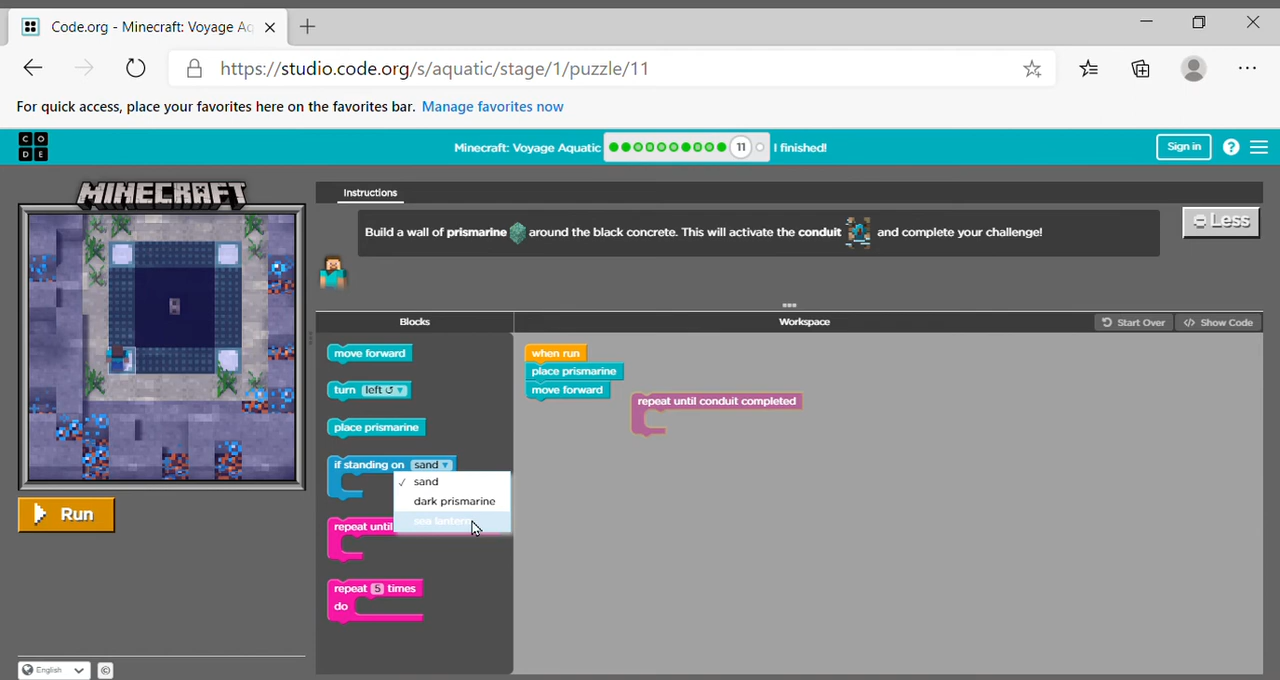 Code.org - Minecraft: Voyage Aq
https://studio.code.org/s/aquatic/stage/1/puzzle/11
For quick access, place your favorites here on the favorites bar. Manage favorites now
C O
D E
Minecraft: Voyage Aquatic 11 I finished!
Sign in ?
MINECRAFT
Instructions
Build a wall of prismarine around the black concrete. This will activate the conduit and complete your challenge!
Less
Blocks
Workspace
Start Over
</> Show Code
move forward
turn left
place prismarine
if standing on sand
sand
dark prismarine
sea lantern
repeat until
repeat 5 times
do
when run
place prismarine
move forward
repeat until conduit completed
Run
English
©